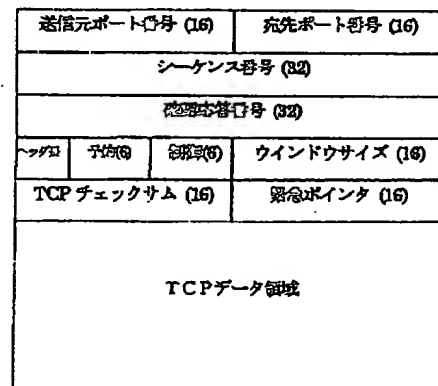 送信元ポート番号 (16) 宛先ポート番号 (16)
シーケンス番号 (32)
確認応答番号 (32)
予約(6) 制御(6) ウインドウサイズ (16)
TCP チェックサム (16) 緊急ポインタ (16)
TCPデータ領域